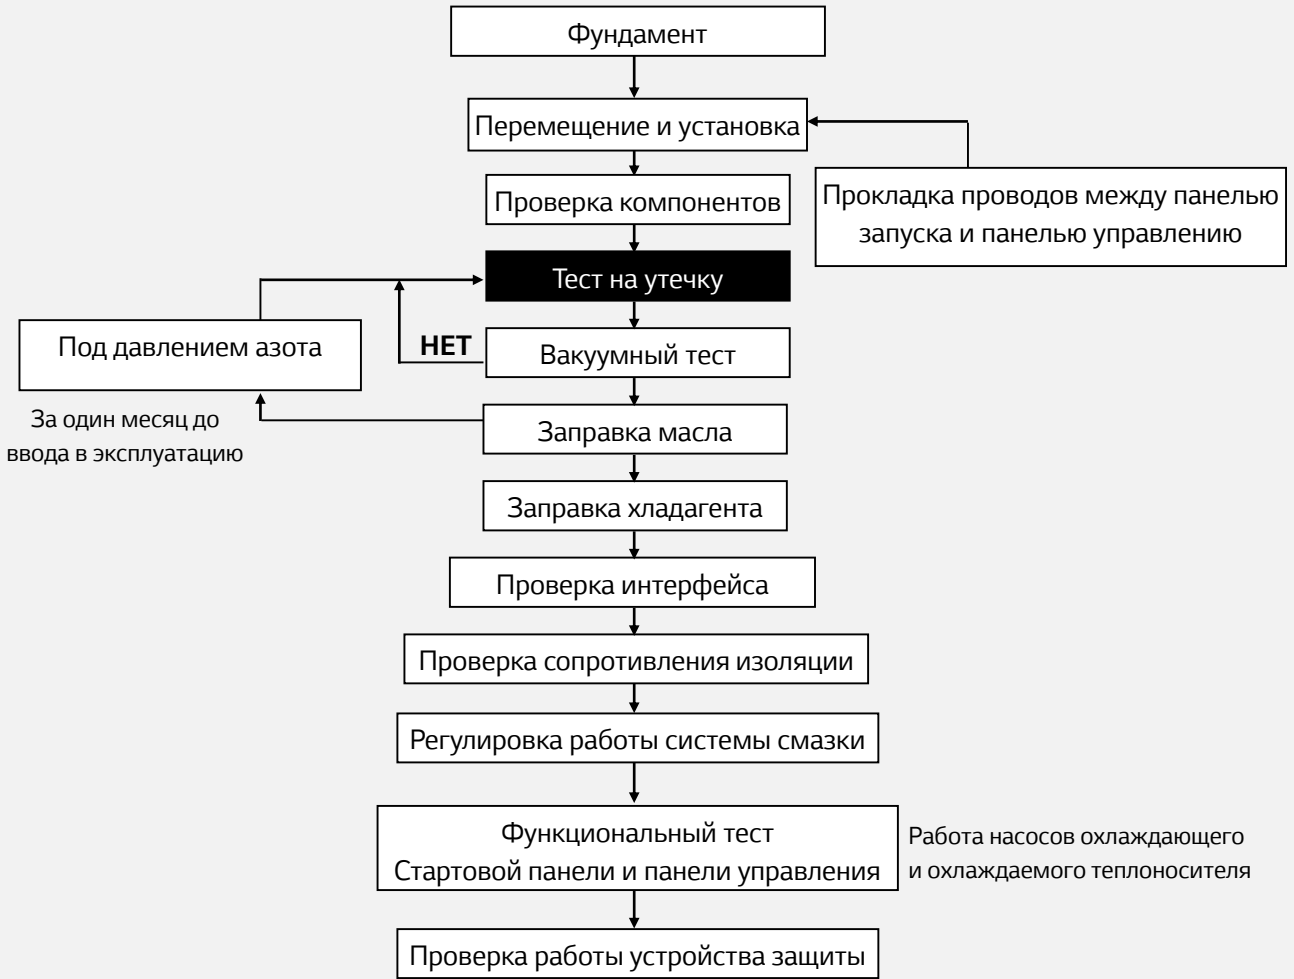 Фундамент
Перемещение и установка
Проверка компонентов
Прокладка проводов между панелью
запуска и панелью управлению
Тест на утечку
Под давлением азота
НЕТ
Вакуумный тест
За один месяц до
ввода в эксплуатацию
Заправка масла
Заправка хладагента
Проверка интерфейса
Проверка сопротивления изоляции
Регулировка работы системы смазки
Функциональный тест
Стартовой панели и панели управления
Работа насосов охлаждающего
и охлаждаемого теплоносителя
Проверка работы устройства защиты